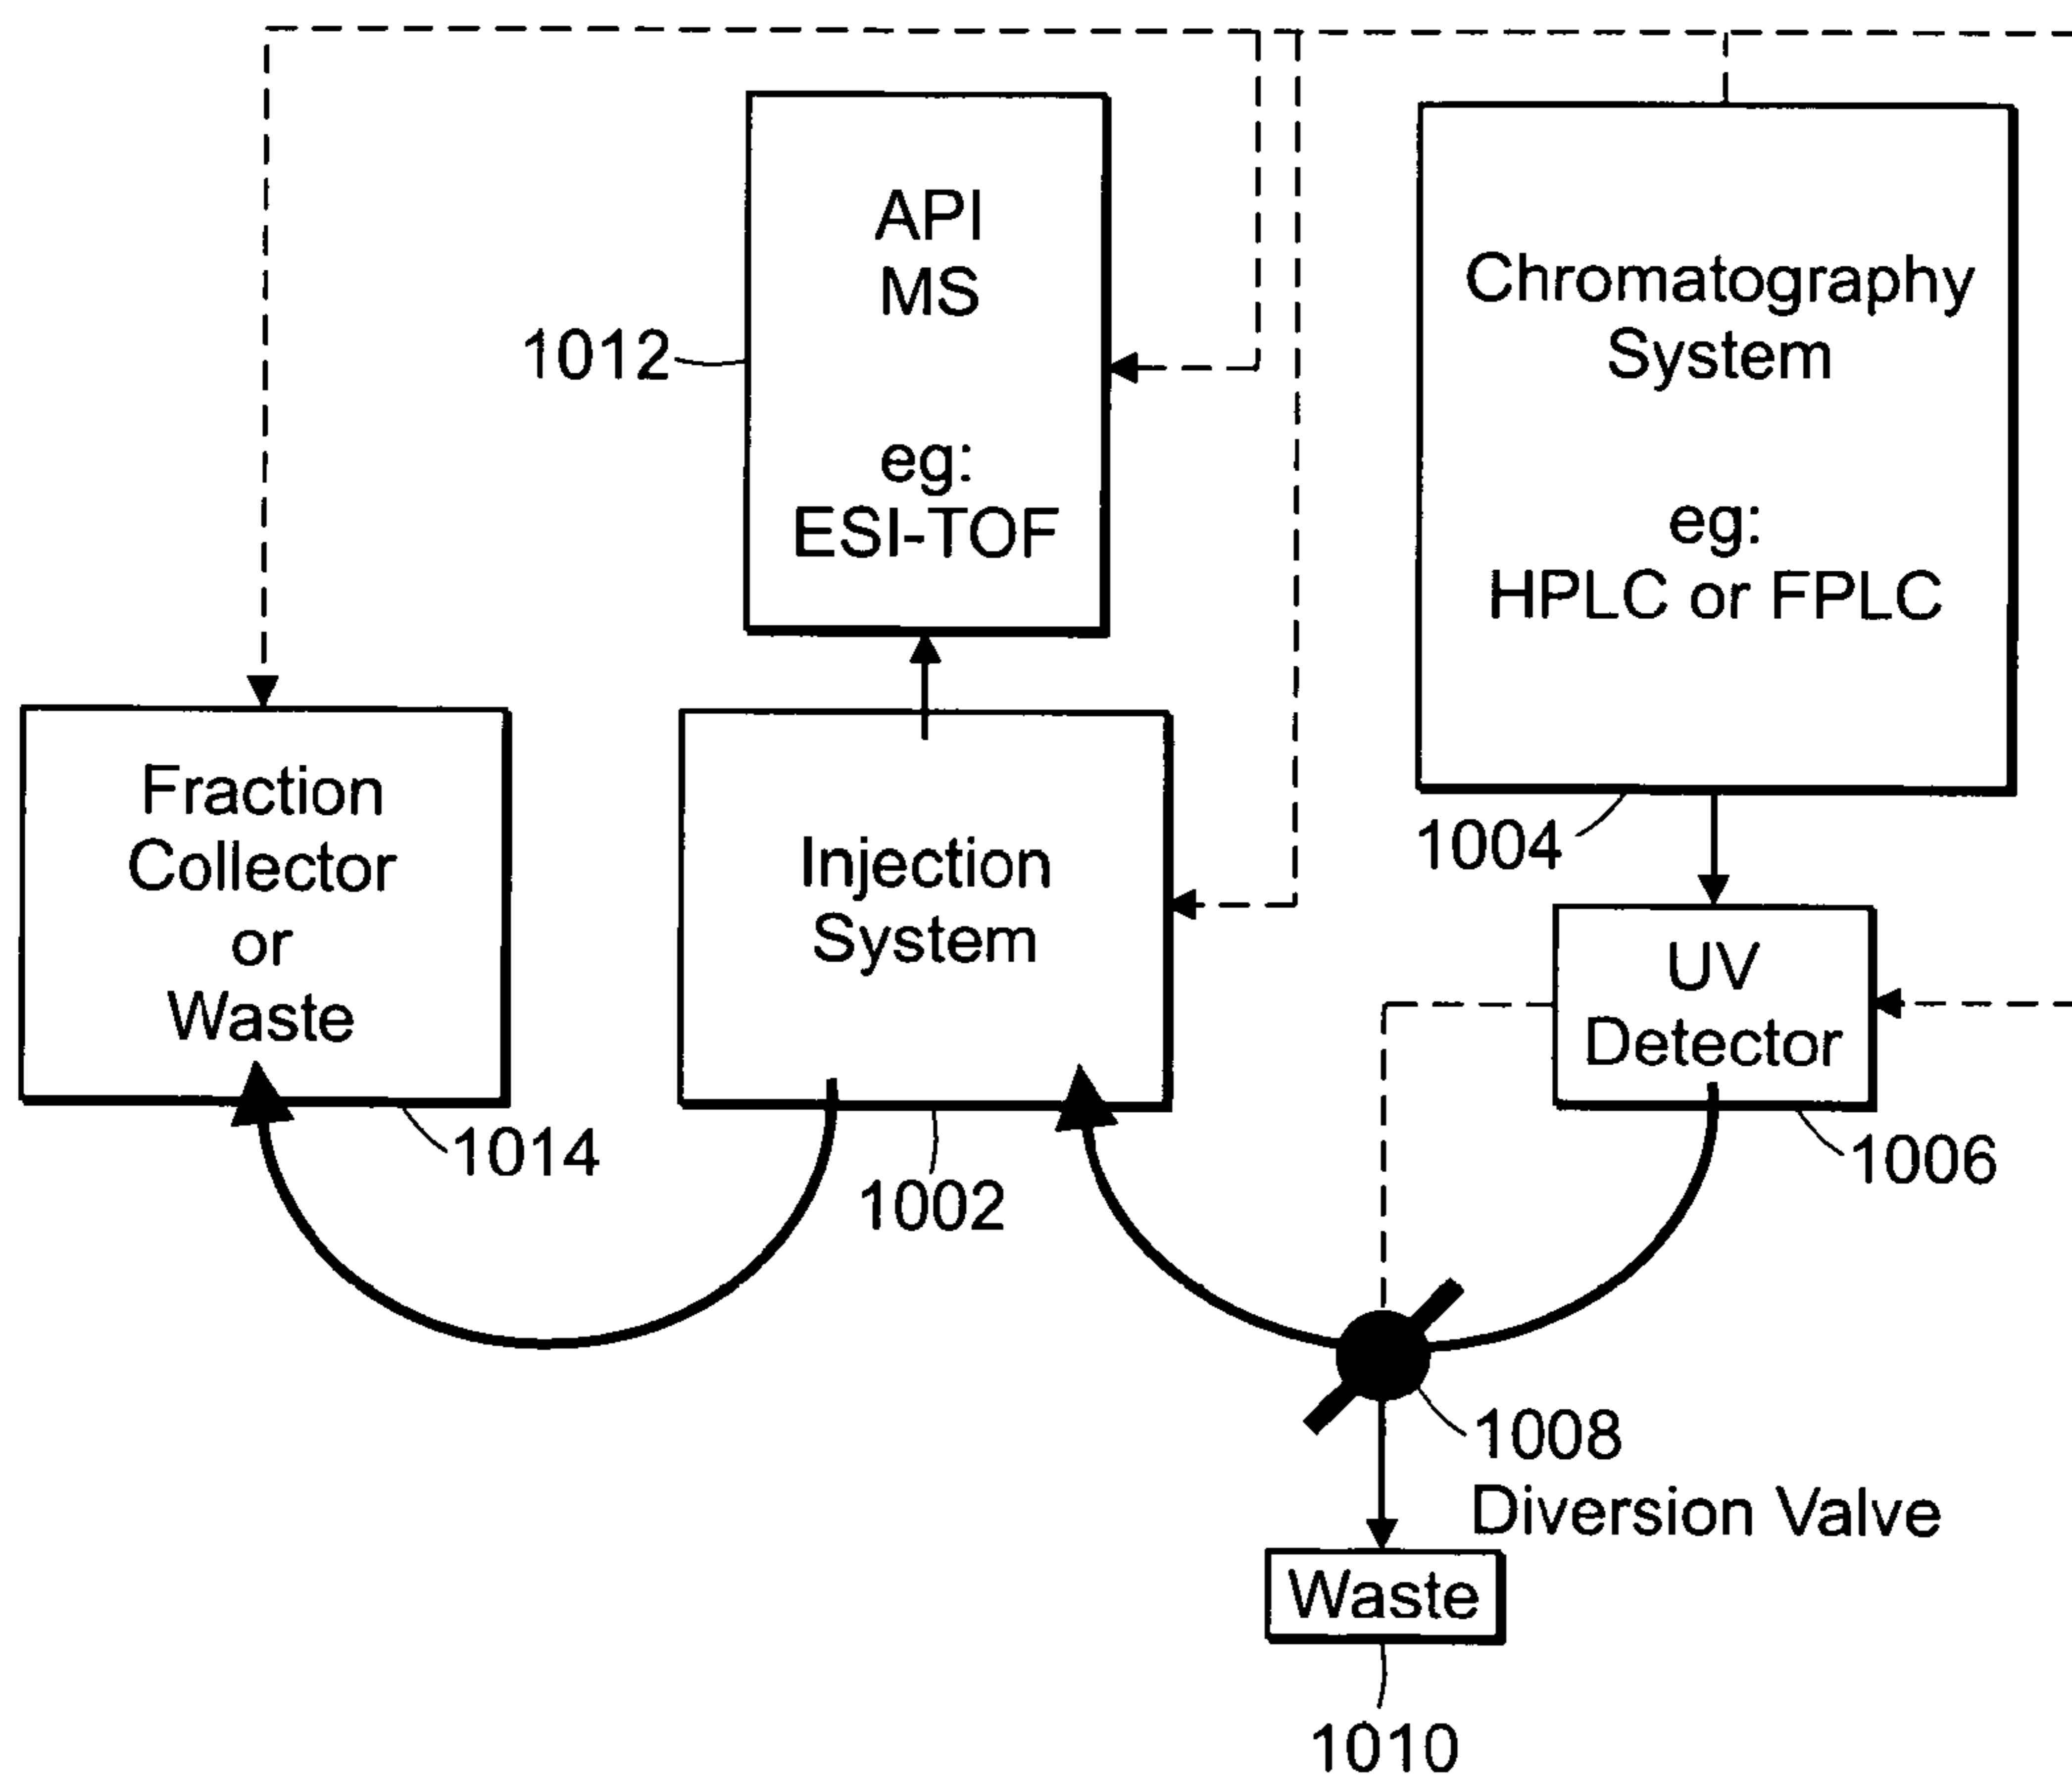 API
MS
eg:
ESI-TOF
1012
Chromatography
System
eg:
HPLC or FPLC
1004
Fraction
Collector
or
Waste
1014
Injection
System
1002
UV
Detector
1006
1008
Diversion Valve
Waste
1010